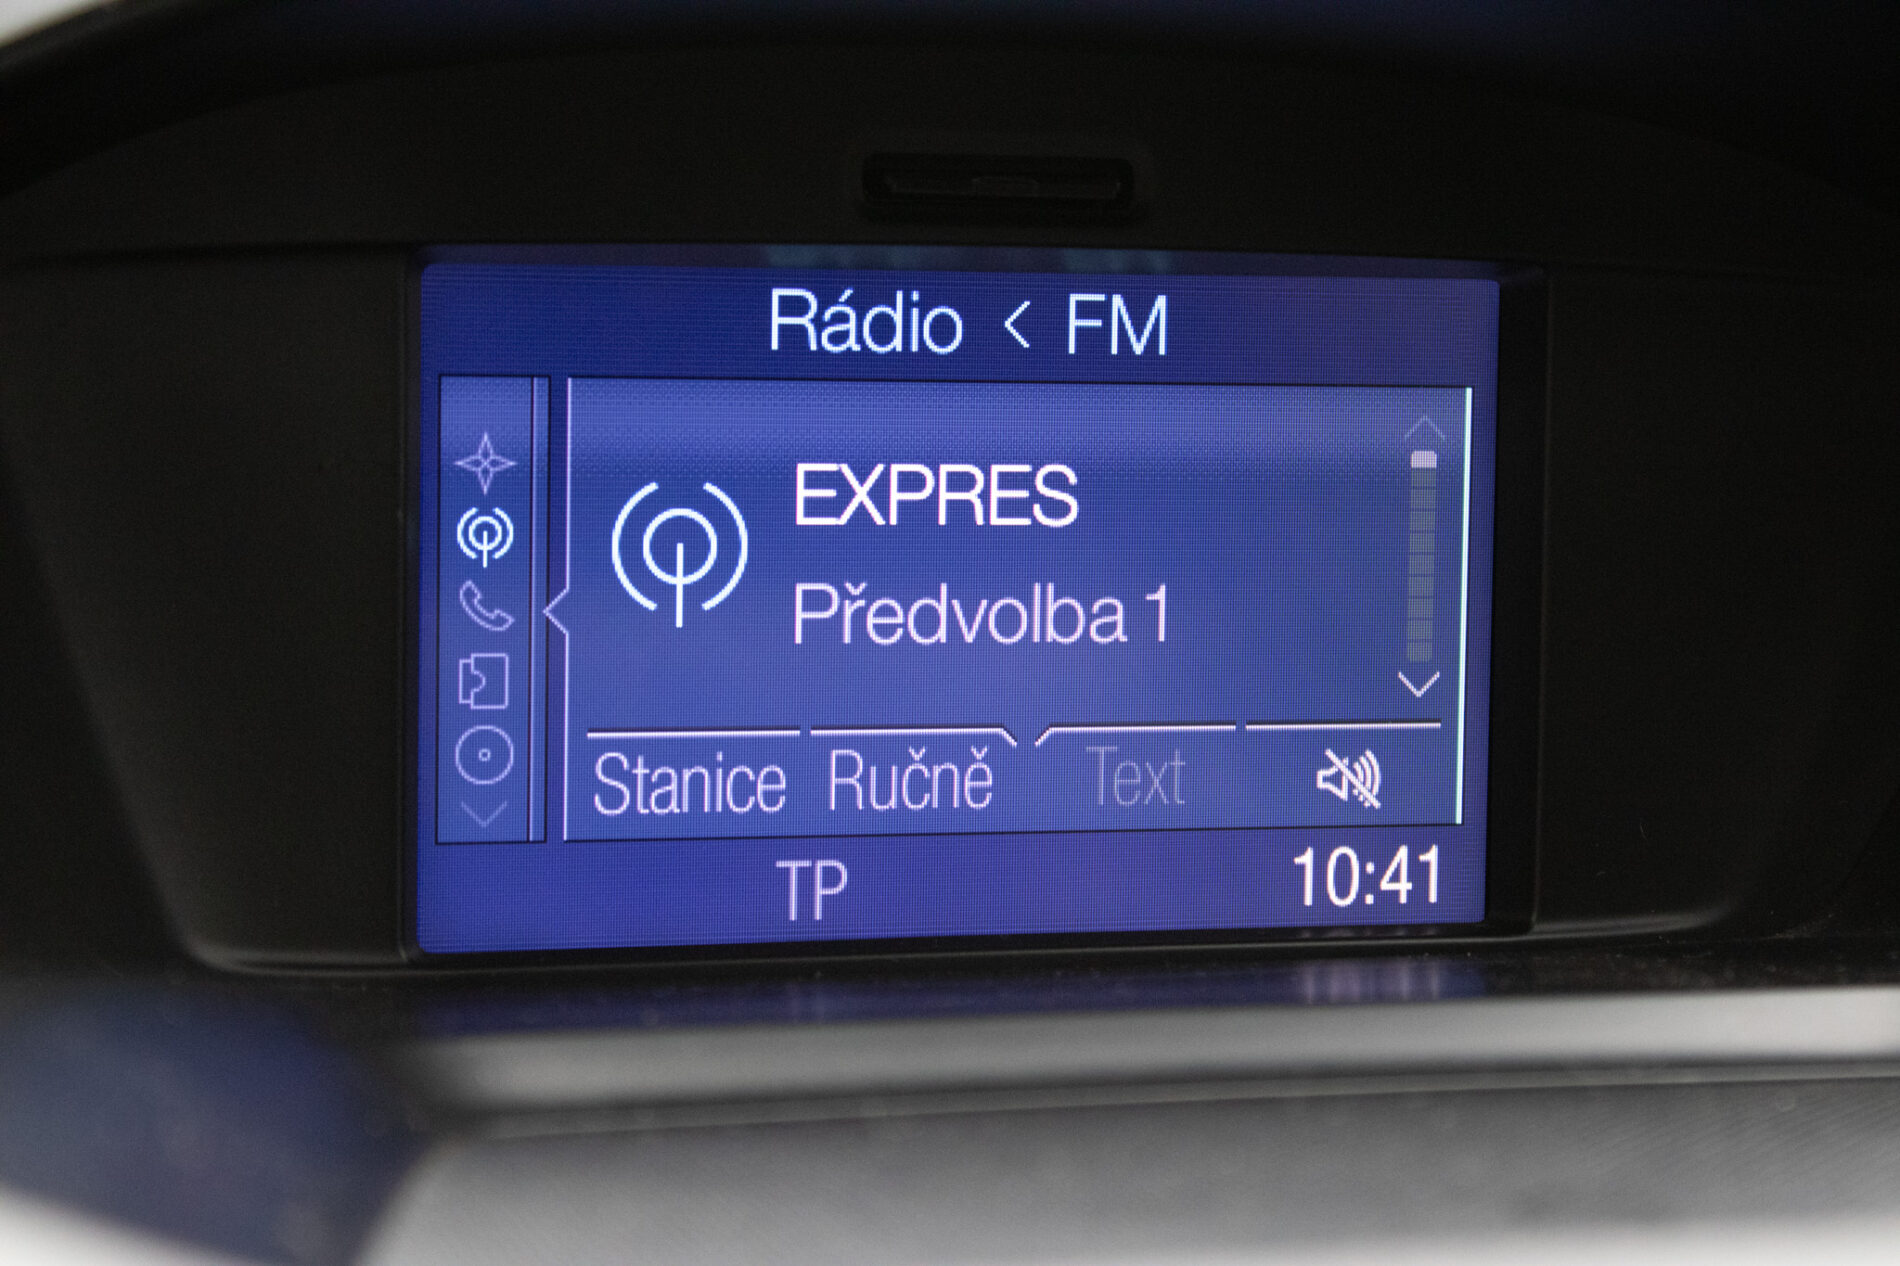 Rádio < FM
EXPRES
Předvolba 1
Stanice Ručně Text
TP 10:41